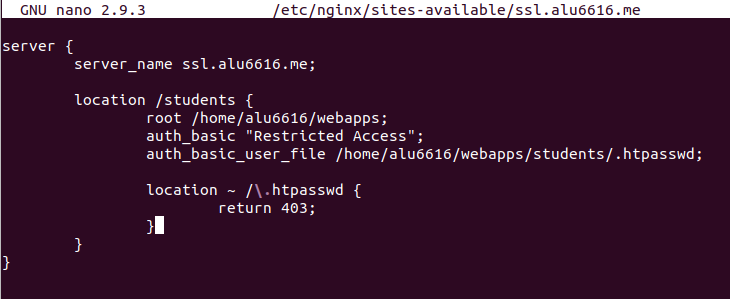 GNU nano 2.9.3 /etc/nginx/sites-available/ssl.alu6616.me
server {
server_name ssl.alu6616.me;
location /students {
root /home/alu6616/webapps;
auth_basic "Restricted Access";
auth_basic_user_file /home/alu6616/webapps/students/.htpasswd;
location ~ /\.htpasswd {
return 403;
}
}
}